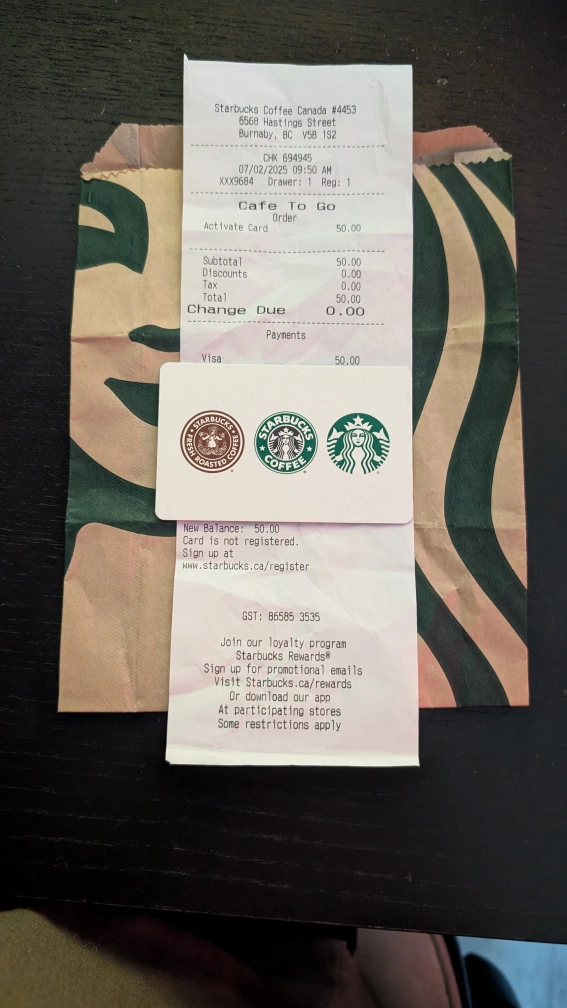 Starbucks Coffee Canada #4453
6568 Hastings Street
Burnaby, BC V5B 1S2
CHK 694945
07/02/2025 09:50 AM
XXX9684 Drawer: 1 Reg: 1
Cafe To Go
Order
Activate Card 50.00
Subtotal 50.00
Discounts 0.00
Tax 0.00
Total 50.00
Change Due 0.00
Payments
Visa 50.00
STARBUCKS
FRESH ROASTED COFFEE
STARBUCKS
COFFEE
New Balance: 50.00
Card is not registered.
Sign up at
www.starbucks.ca/register
GST: 86585 3535
Join our loyalty program
Starbucks Rewards®
Sign up for promotional emails
Visit Starbucks.ca/rewards
Or download our app
At participating stores
Some restrictions apply